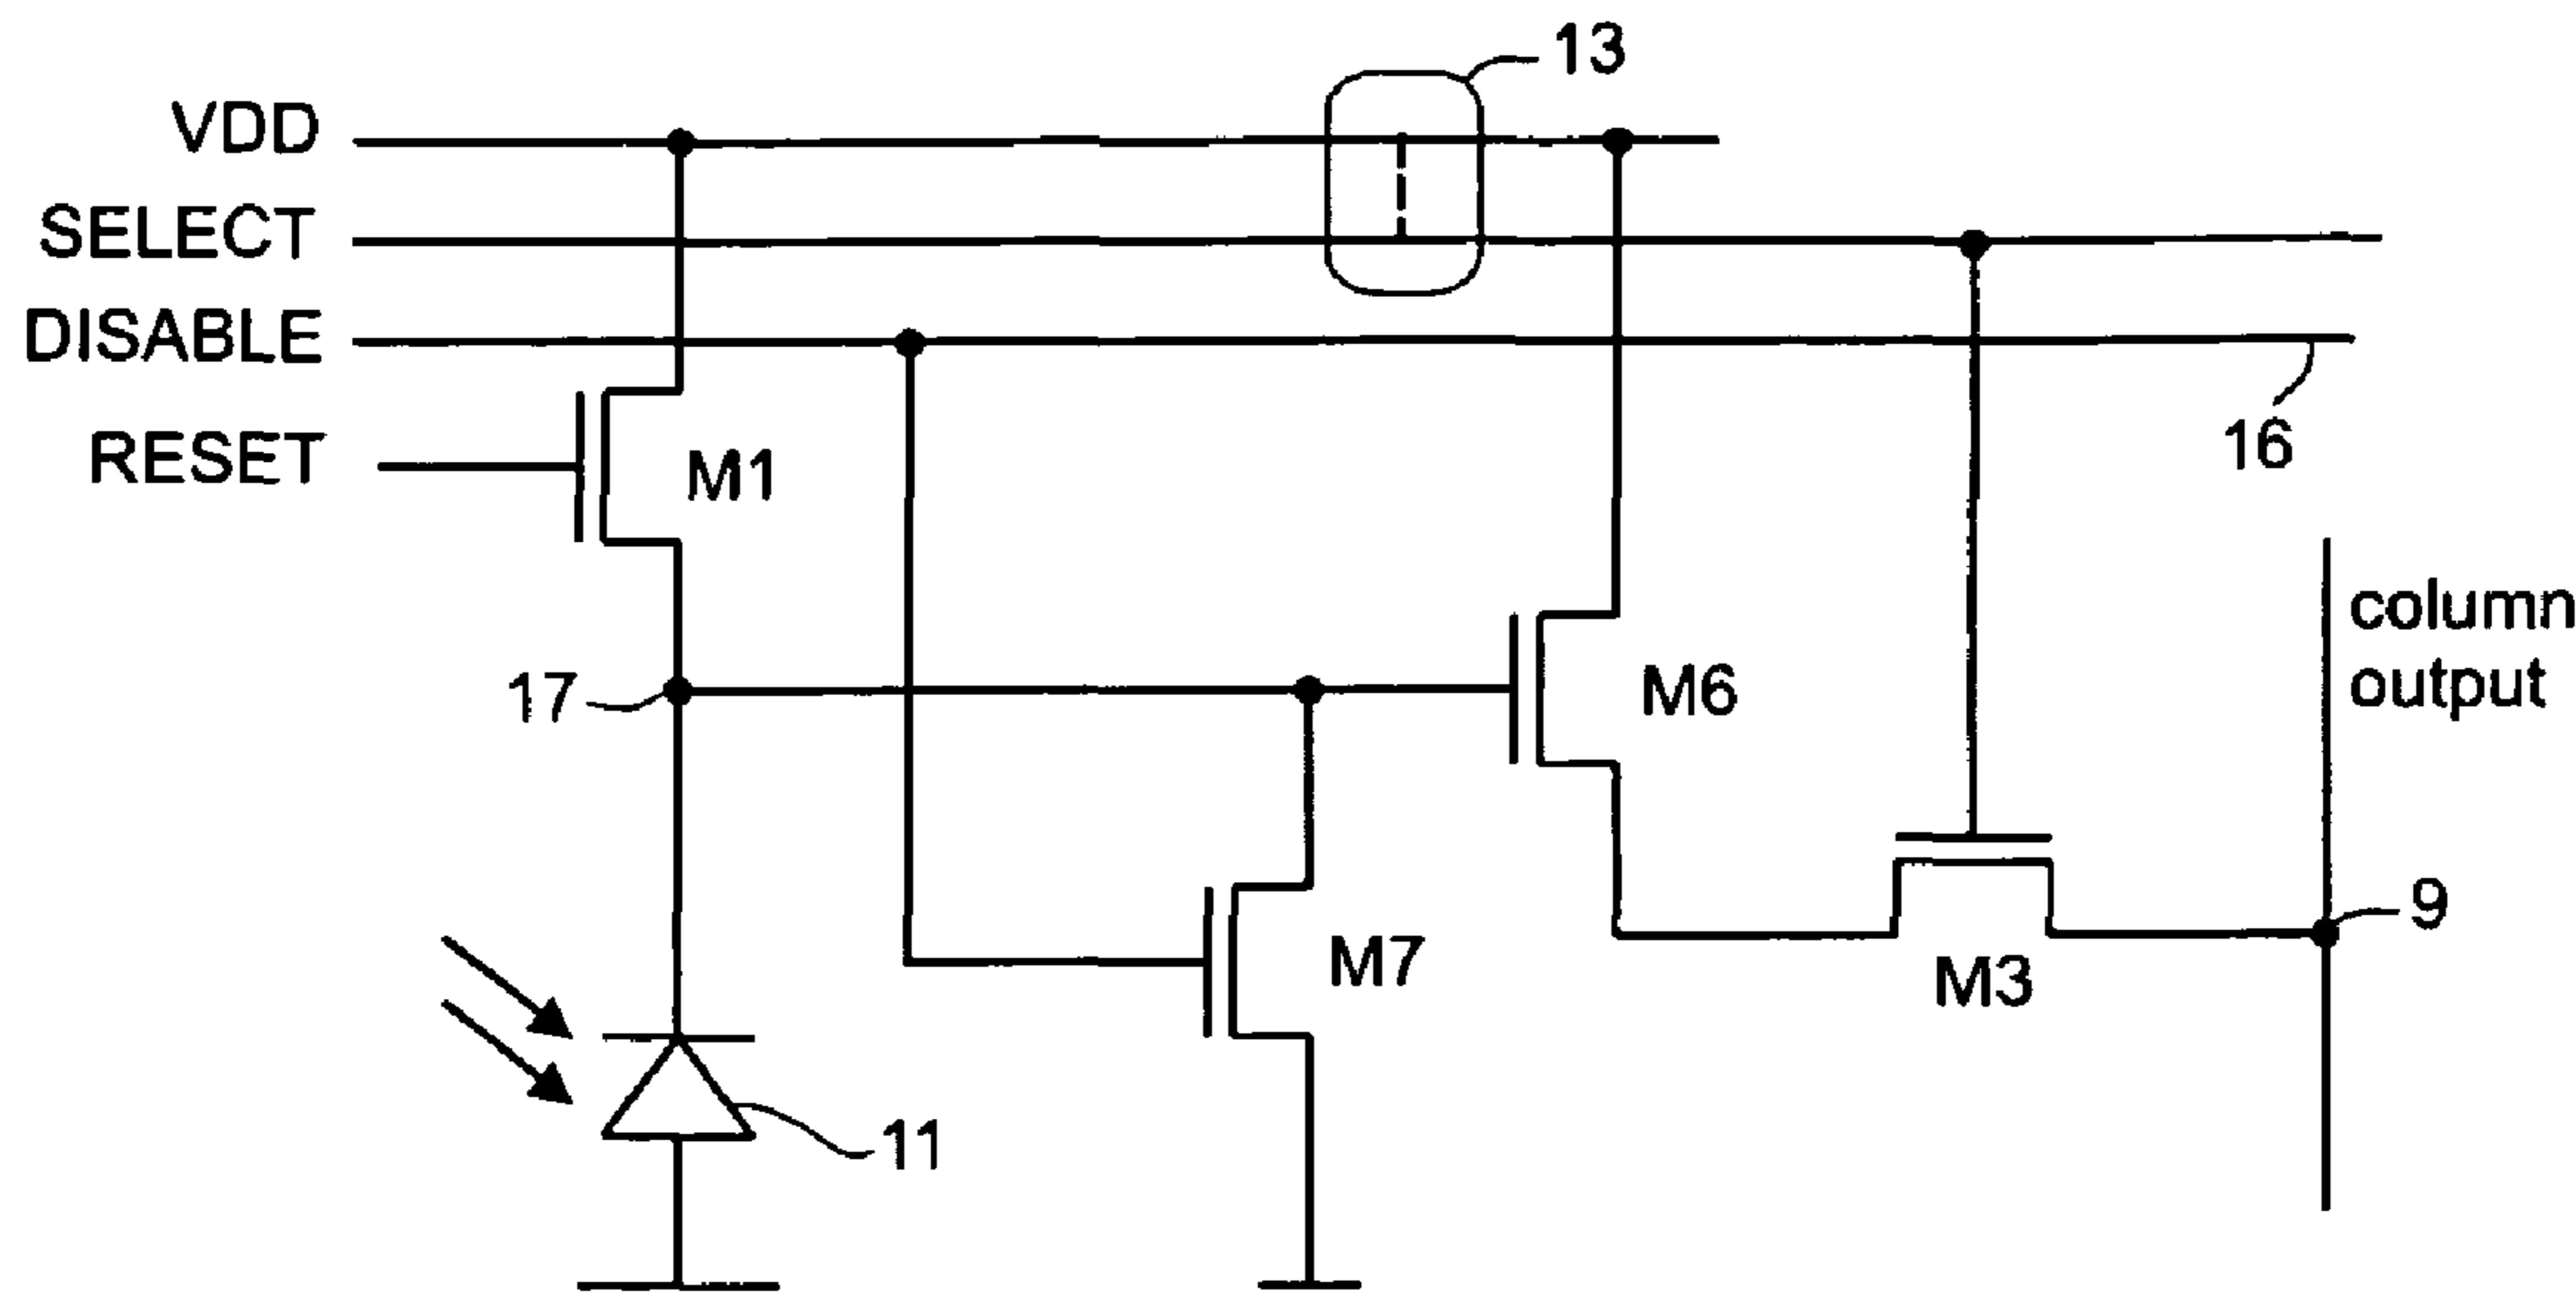 13
VDD
SELECT
DISABLE
RESET
M1
16
column
output
17
M6
9
M7
M3
11